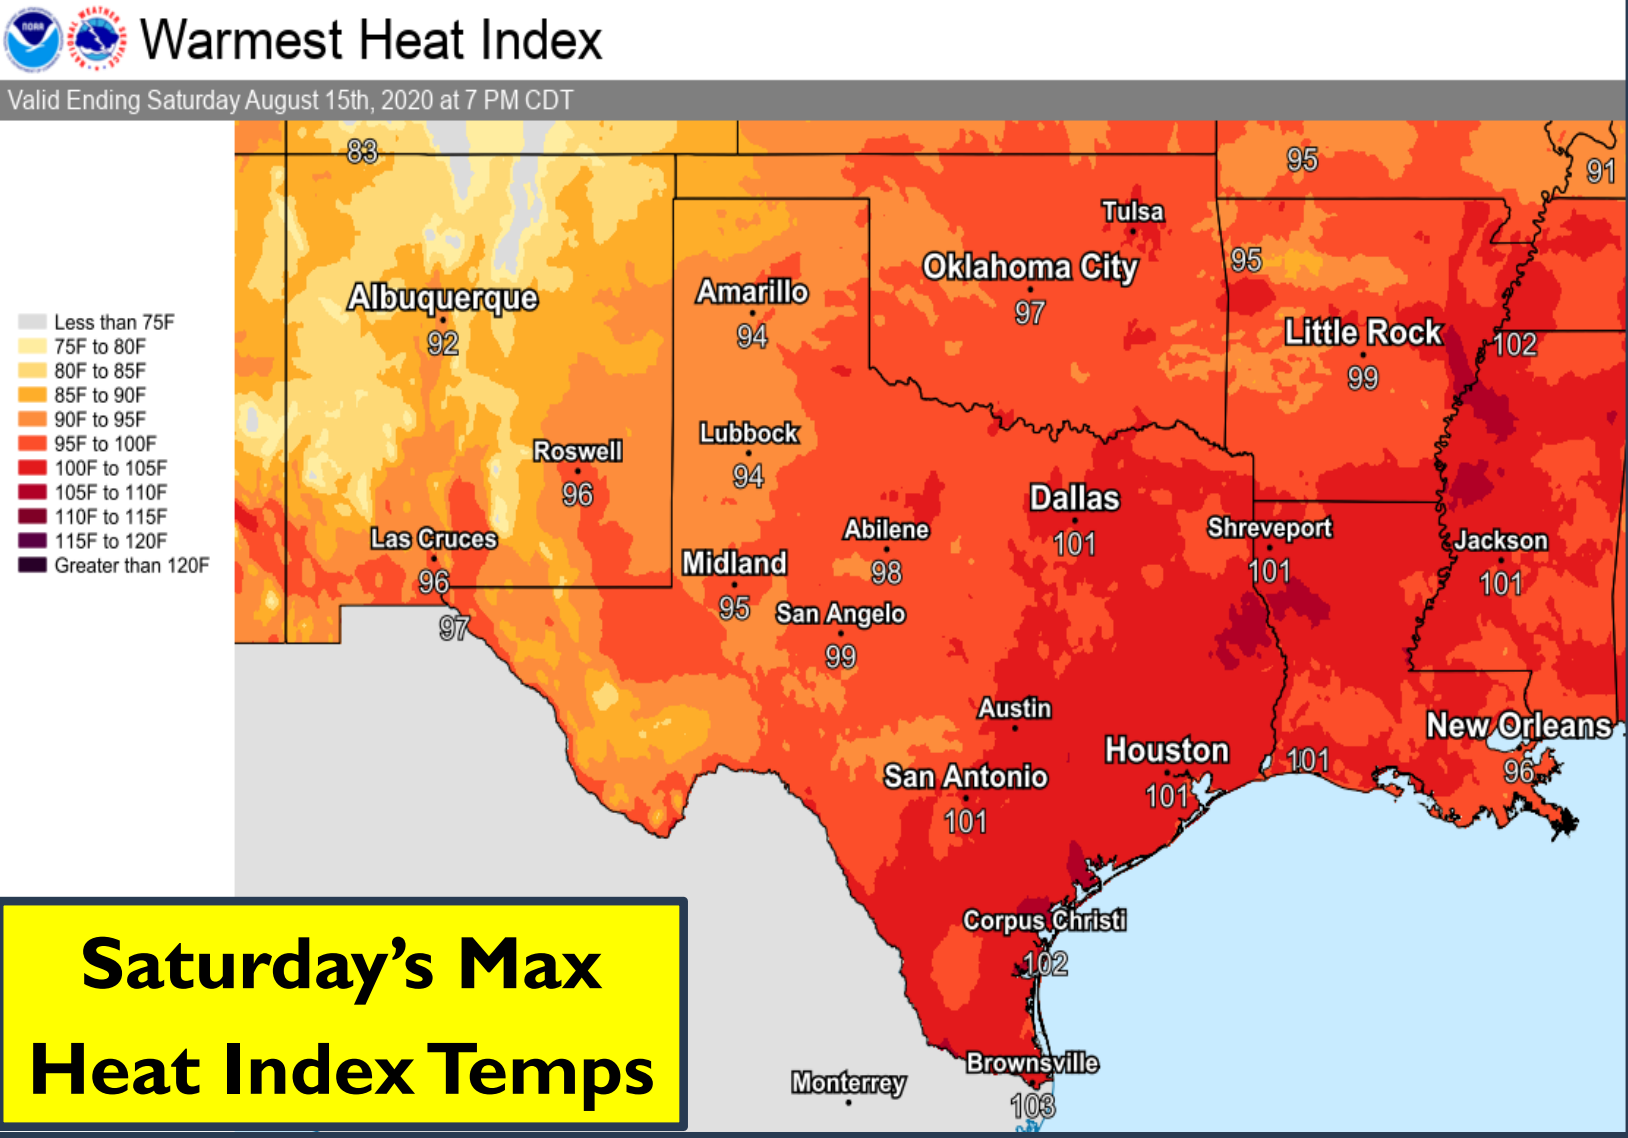 NOAA
NATIONAL WEATHER SERVICE
Warmest Heat Index
Valid Ending Saturday August 15th, 2020 at 7 PM CDT
Less than 75F
75F to 80F
80F to 85F
85F to 90F
90F to 95F
95F to 100F
100F to 105F
105F to 110F
110F to 115F
115F to 120F
Greater than 120F
83
95
91
Tulsa
Oklahoma City
97
95
Albuquerque
92
Amarillo
94
Little Rock
99
102
Lubbock
94
Roswell
96
Dallas
101
Abilene
98
Shreveport
101
Jackson
101
Las Cruces
96
97
Midland
95
San Angelo
99
Austin
New Orleans
96
Houston
101
101
San Antonio
101
Corpus Christi
102
Brownsville
103
Monterrey
Saturday’s Max
Heat Index Temps